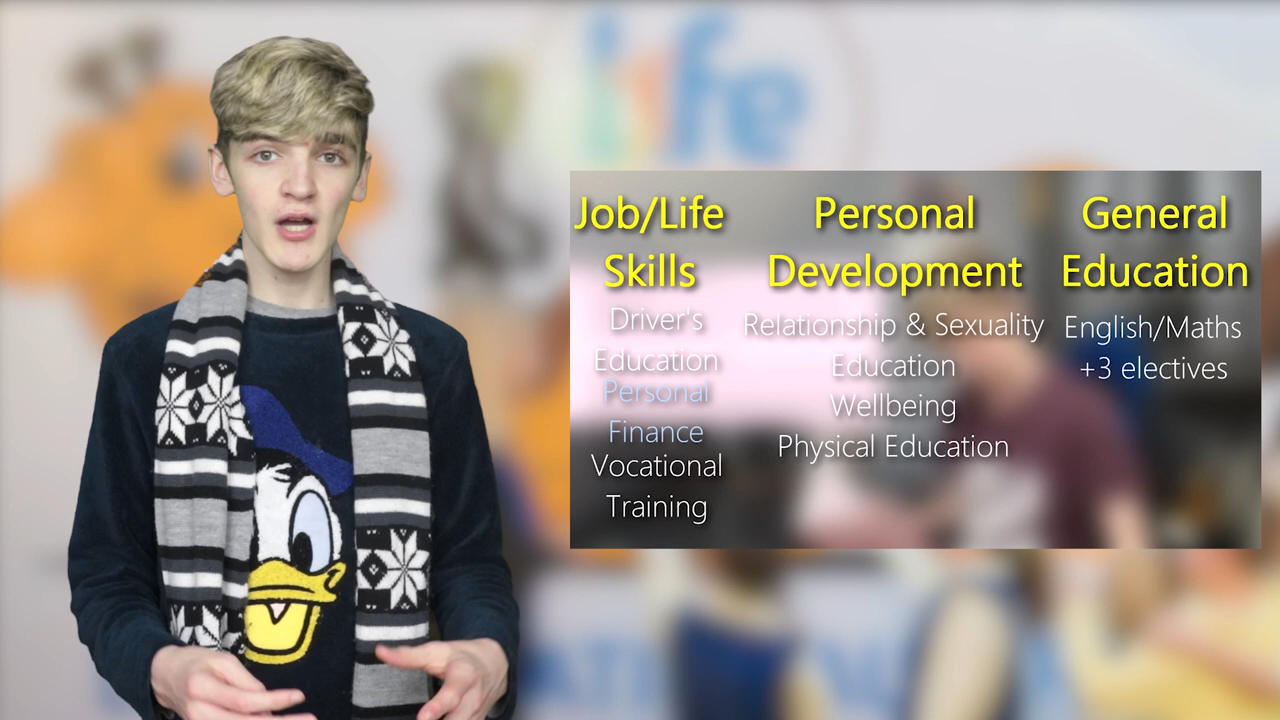 life
Job/Life
Skills
Driver's
Education
Personal
Finance
Vocational
Training
Personal
Development
Relationship & Sexuality
Education
Wellbeing
Physical Education
General
Education
English/Maths
+3 electives